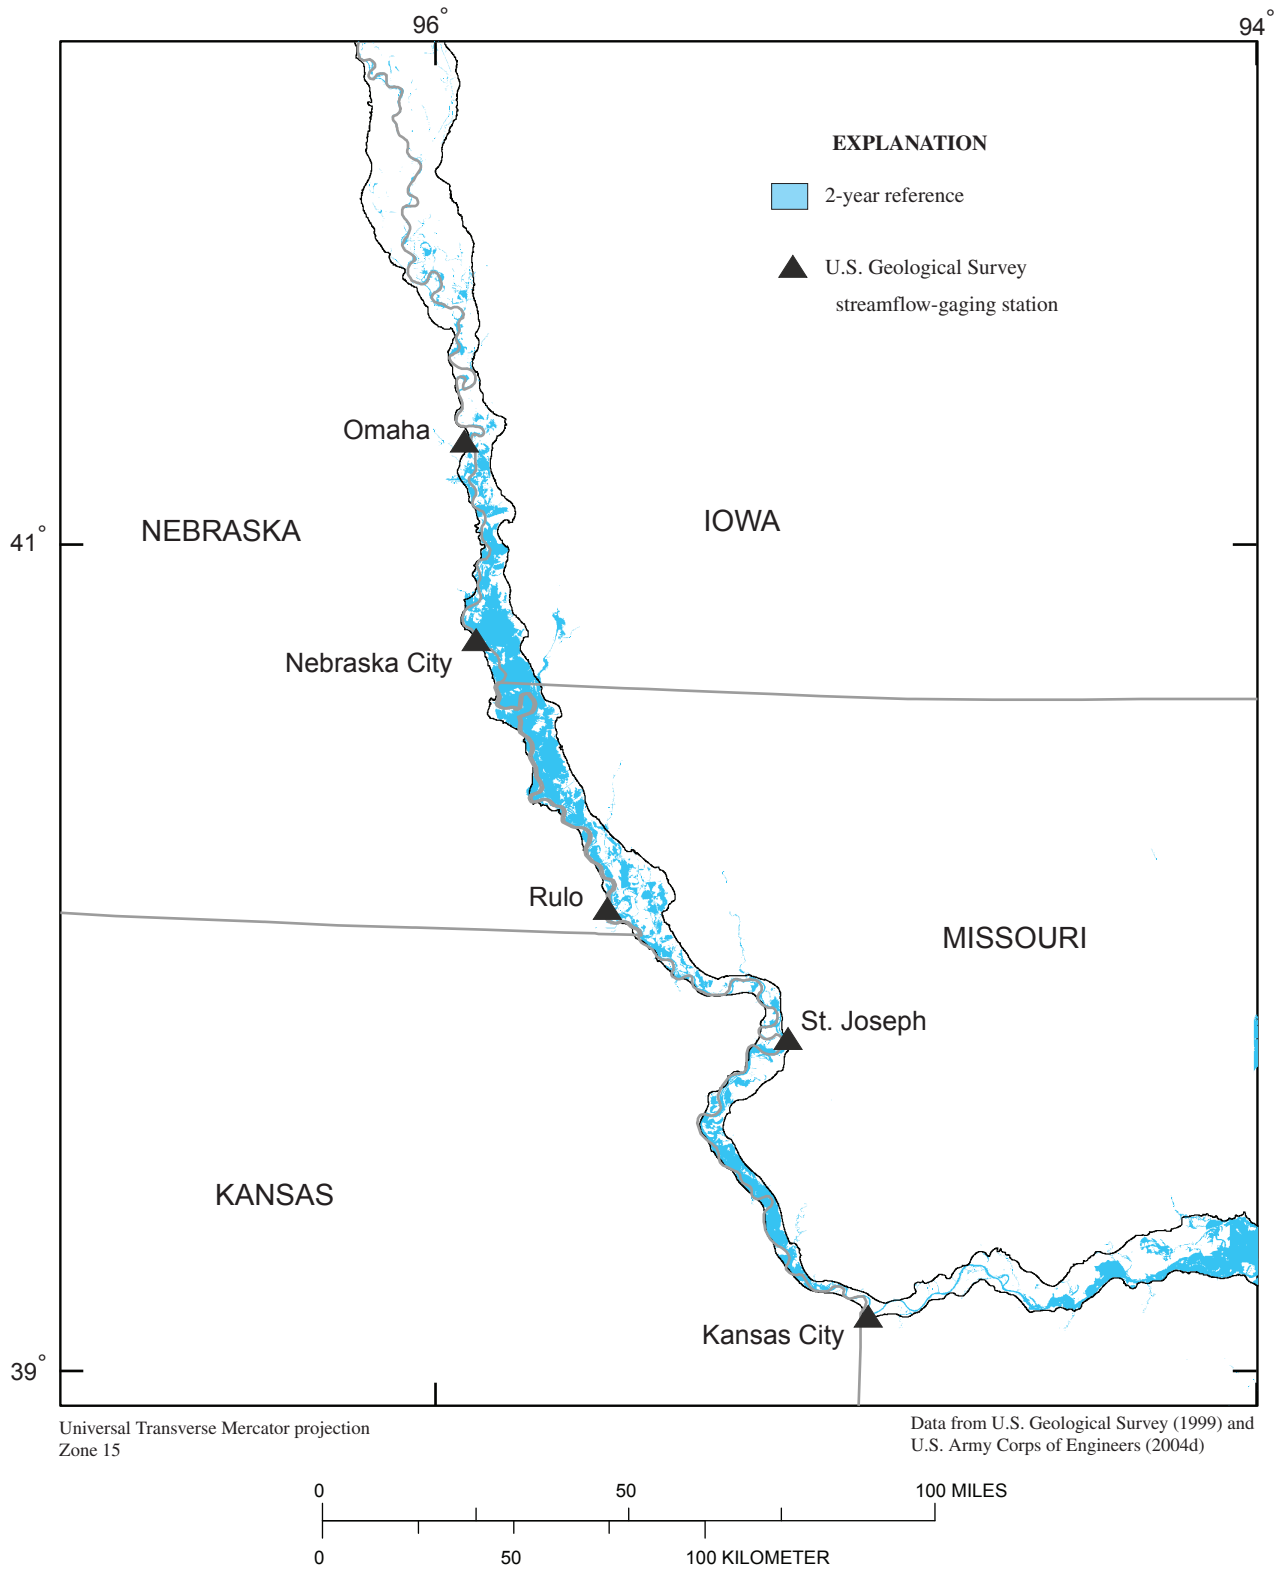 96° 94°
EXPLANATION
2-year reference
U.S. Geological Survey
streamflow-gaging station
Omaha
NEBRASKA
IOWA
41°
Nebraska City
Rulo
MISSOURI
St. Joseph
KANSAS
Kansas City
39°
Universal Transverse Mercator projection
Zone 15
Data from U.S. Geological Survey (1999) and
U.S. Army Corps of Engineers (2004d)
0 50 100 MILES
0 50 100 KILOMETER